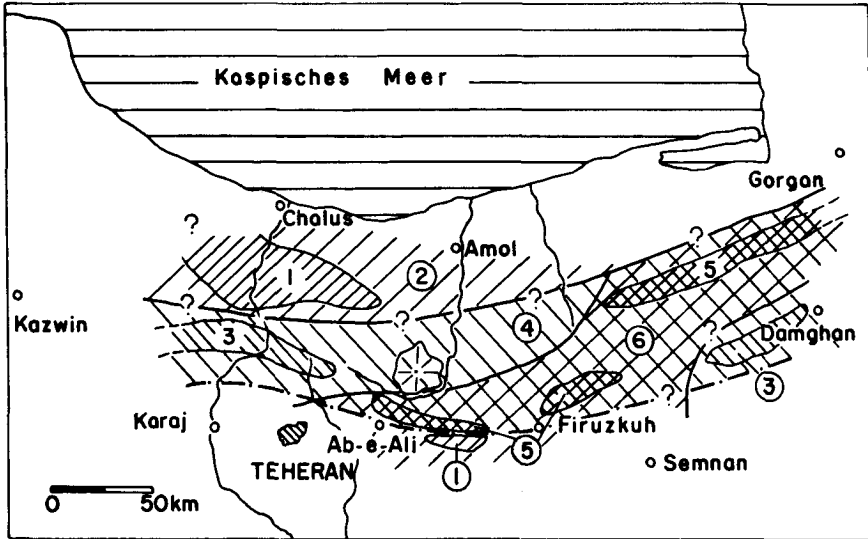 Kaspisches Meer
Gorgan
?
Chalus
?
Amol
1
2
5
?
?
?
Kazwin
4
Damghan
3
?
6
?
3
?
Karaj
Firuzkuh
Ab-e-Ali
5
TEHERAN
1
Semnan
0 50km